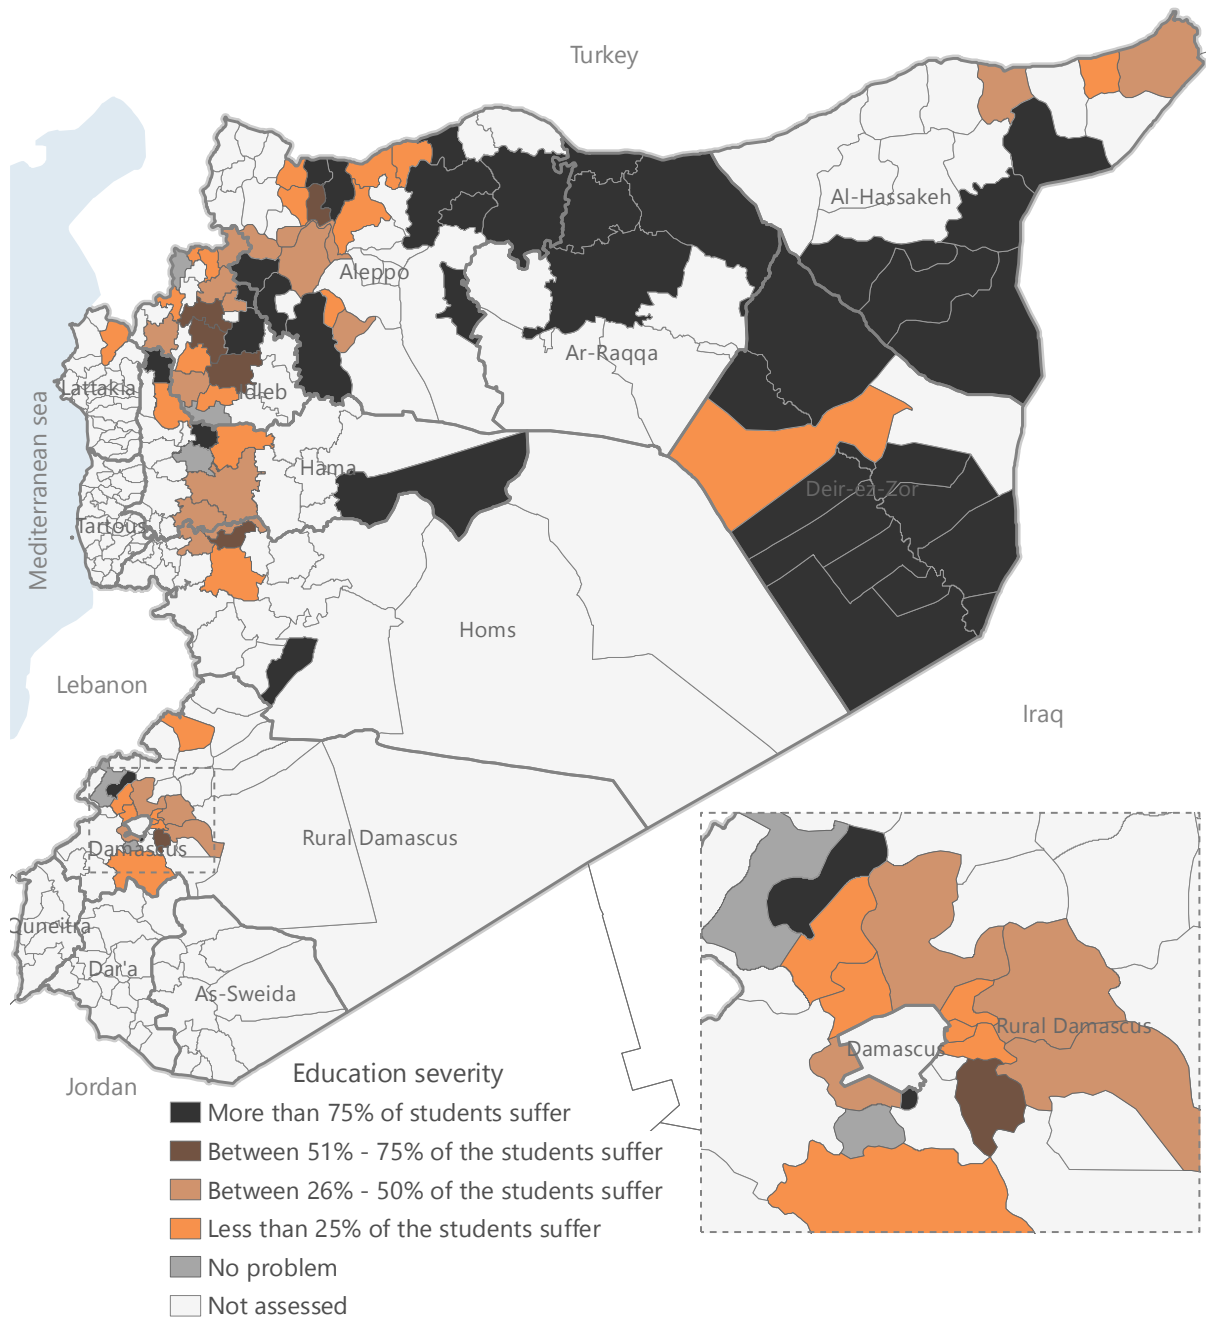 Turkey
Al-Hassakeh
Aleppo
Ar-Raqqa
Lattakia
Idleb
Mediterranean sea
Hama
Deir-ez-Zor
Tartous
Homs
Lebanon
Iraq
Rural Damascus
Damascus
Quneitra
Dar'a
As-Sweida
Rural Damascus
Damascus
Jordan
Education severity
More than 75% of students suffer
Between 51% - 75% of the students suffer
Between 26% - 50% of the students suffer
Less than 25% of the students suffer
No problem
Not assessed